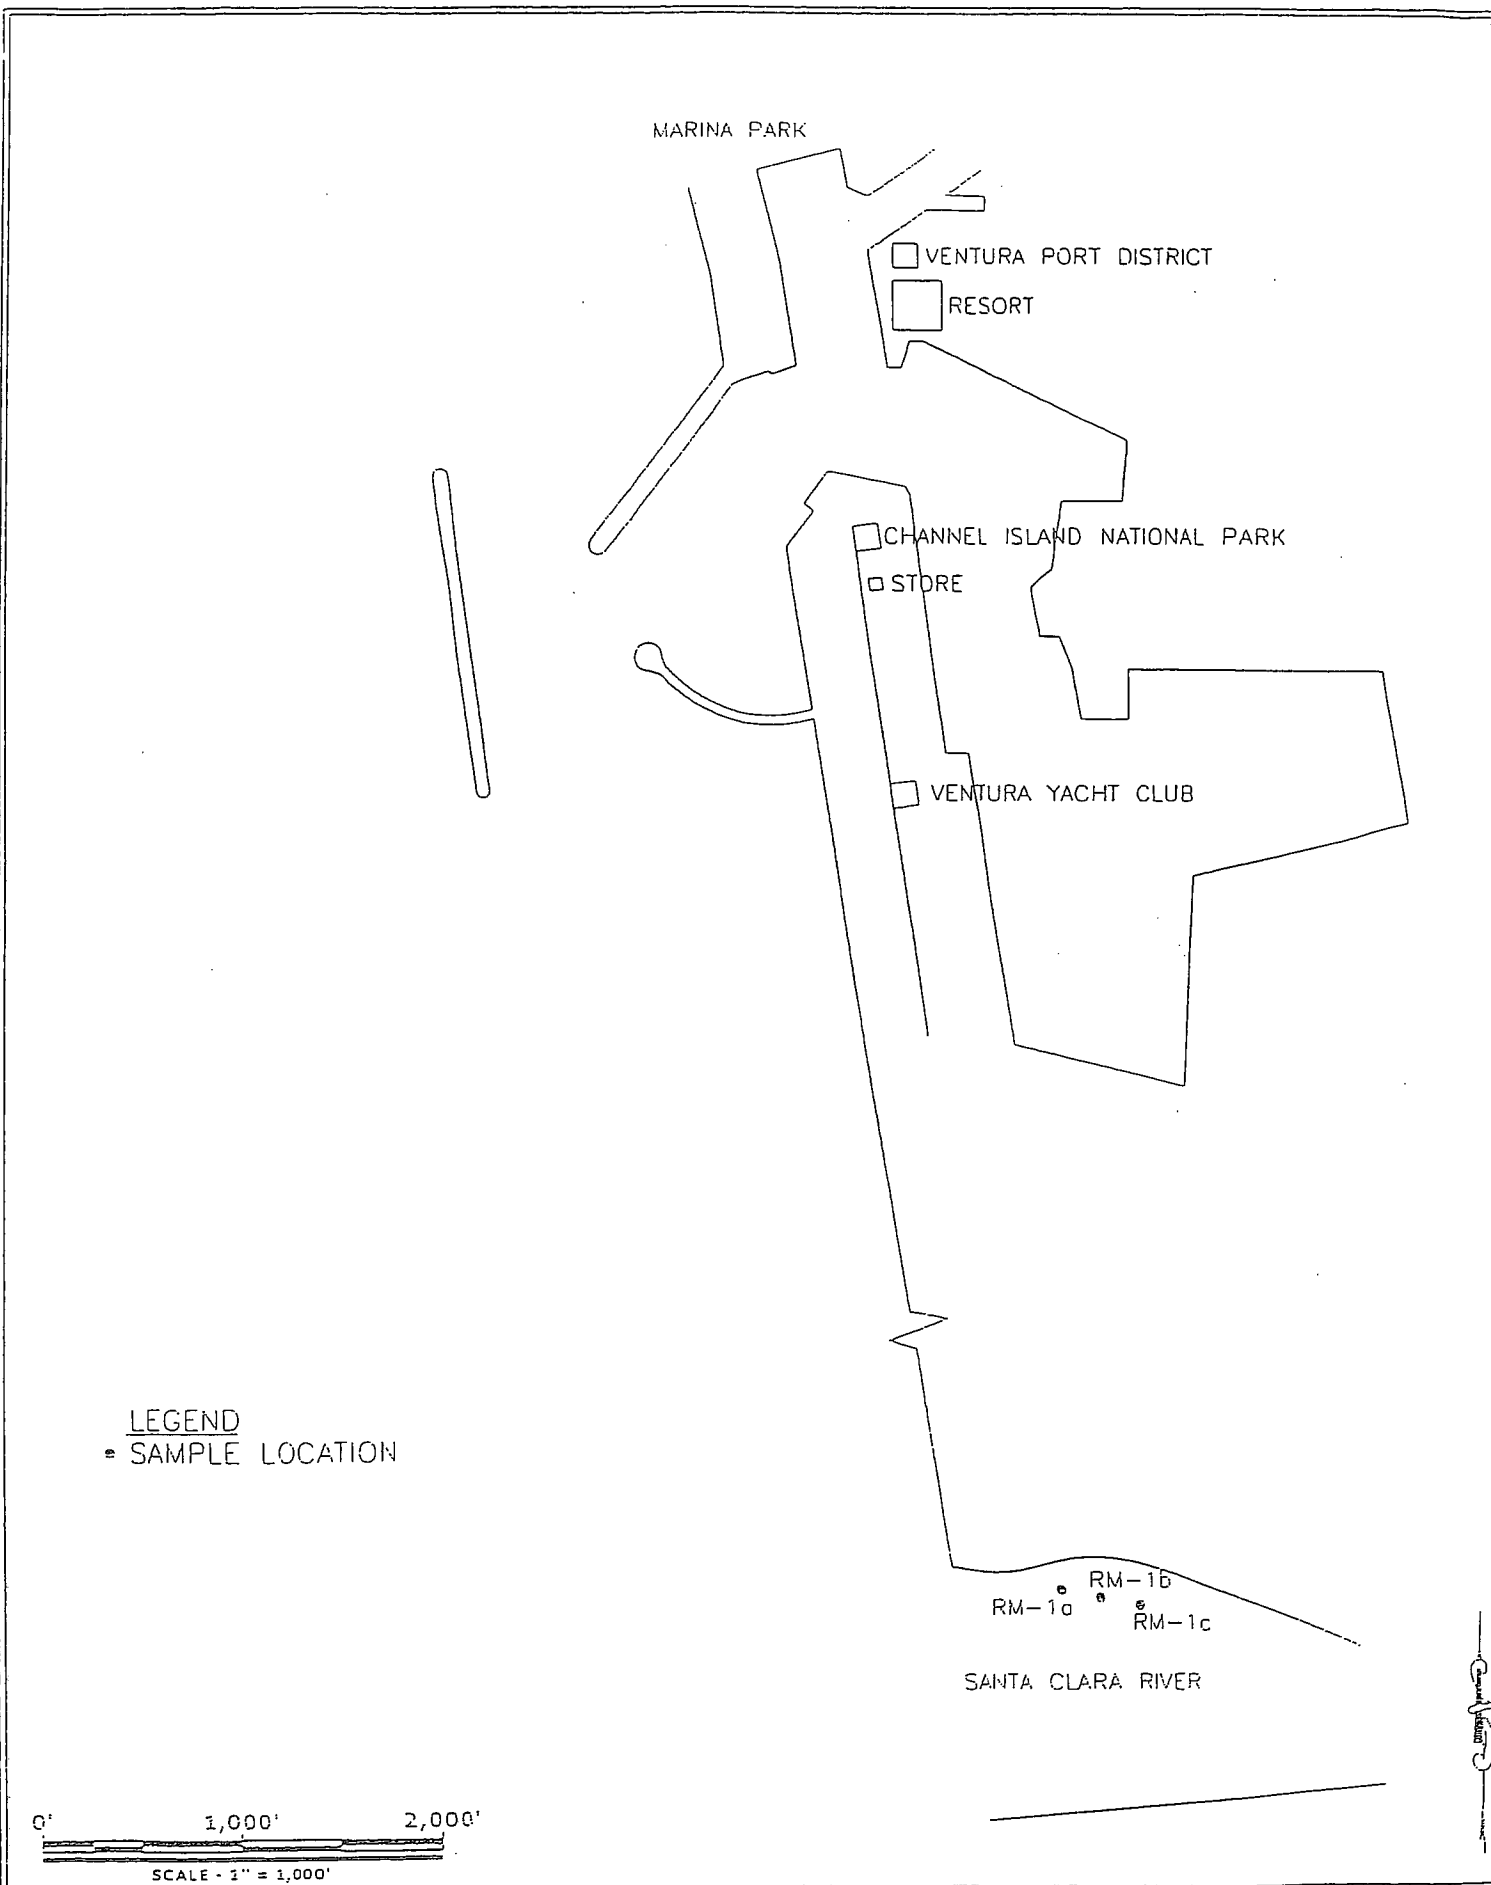 MARINA PARK
VENTURA PORT DISTRICT
RESORT
CHANNEL ISLAND NATIONAL PARK
STORE
VENTURA YACHT CLUB
LEGEND
SAMPLE LOCATION
RM-1b
RM-1a
RM-1c
SANTA CLARA RIVER
0' 1,000' 2,000'
SCALE - 1" = 1,000'